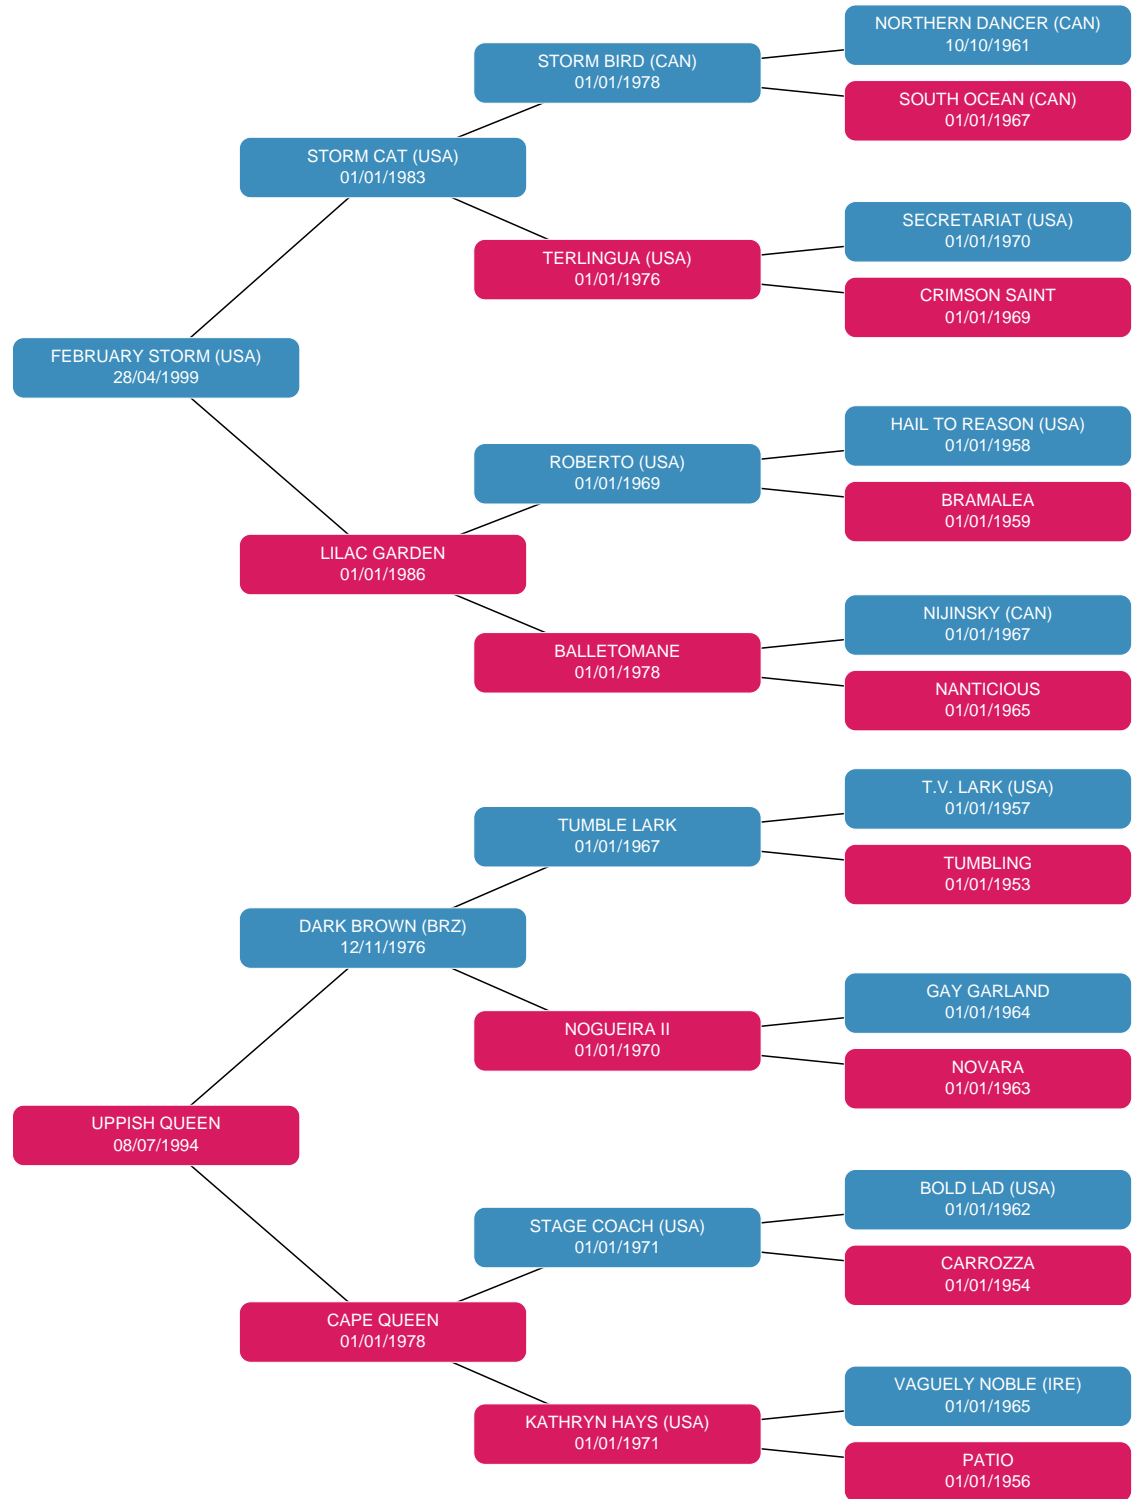 NORTHERN DANCER (CAN)
10/10/1961
STORM BIRD (CAN)
01/01/1978
SOUTH OCEAN (CAN)
01/01/1967
STORM CAT (USA)
01/01/1983
SECRETARIAT (USA)
01/01/1970
TERLINGUA (USA)
01/01/1976
CRIMSON SAINT
01/01/1969
FEBRUARY STORM (USA)
28/04/1999
HAIL TO REASON (USA)
01/01/1958
ROBERTO (USA)
01/01/1969
BRAMALEA
01/01/1959
LILAC GARDEN
01/01/1986
NIJINSKY (CAN)
01/01/1967
BALLETOMANE
01/01/1978
NANTICIOUS
01/01/1965
T.V. LARK (USA)
01/01/1957
TUMBLE LARK
01/01/1967
TUMBLING
01/01/1953
DARK BROWN (BRZ)
12/11/1976
GAY GARLAND
01/01/1964
NOGUEIRA II
01/01/1970
NOVARA
01/01/1963
UPPISH QUEEN
08/07/1994
BOLD LAD (USA)
01/01/1962
STAGE COACH (USA)
01/01/1971
CARROZZA
01/01/1954
CAPE QUEEN
01/01/1978
VAGUELY NOBLE (IRE)
01/01/1965
KATHRYN HAYS (USA)
01/01/1971
PATIO
01/01/1956